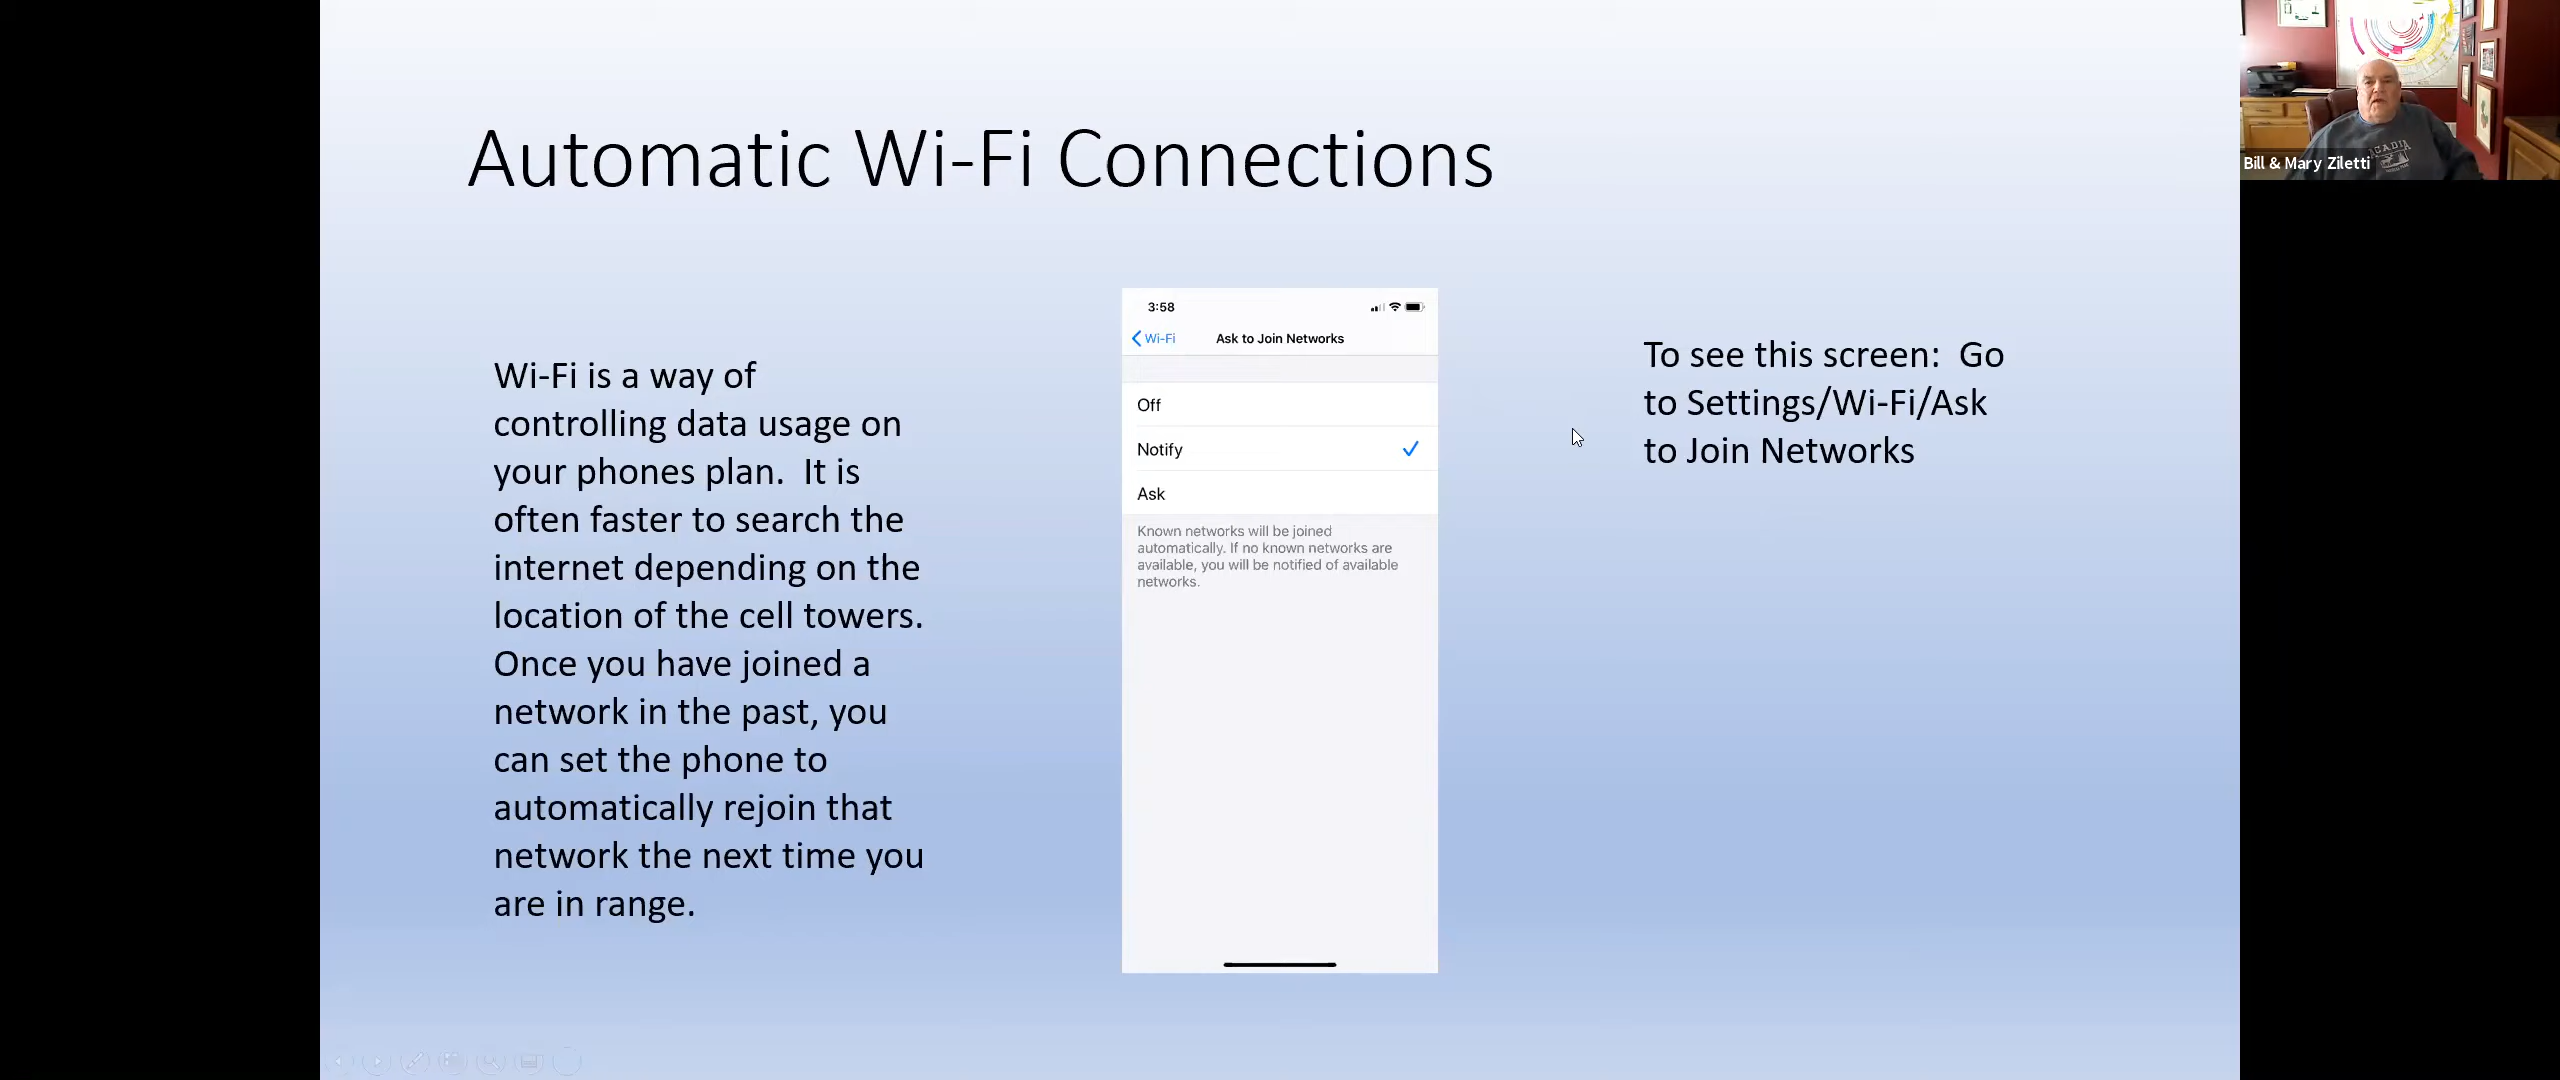 Automatic Wi-Fi Connections
Wi-Fi is a way of
controlling data usage on
your phones plan.  It is
often faster to search the
internet depending on the
location of the cell towers.
Once you have joined a
network in the past, you
can set the phone to
automatically rejoin that
network the next time you
are in range.
3:58
Wi-Fi
Ask to Join Networks
Off
Notify
Ask
Known networks will be joined
automatically. If no known networks are
available, you will be notified of available
networks.
To see this screen:  Go
to Settings/Wi-Fi/Ask
to Join Networks
ACADIA
Bill & Mary Ziletti